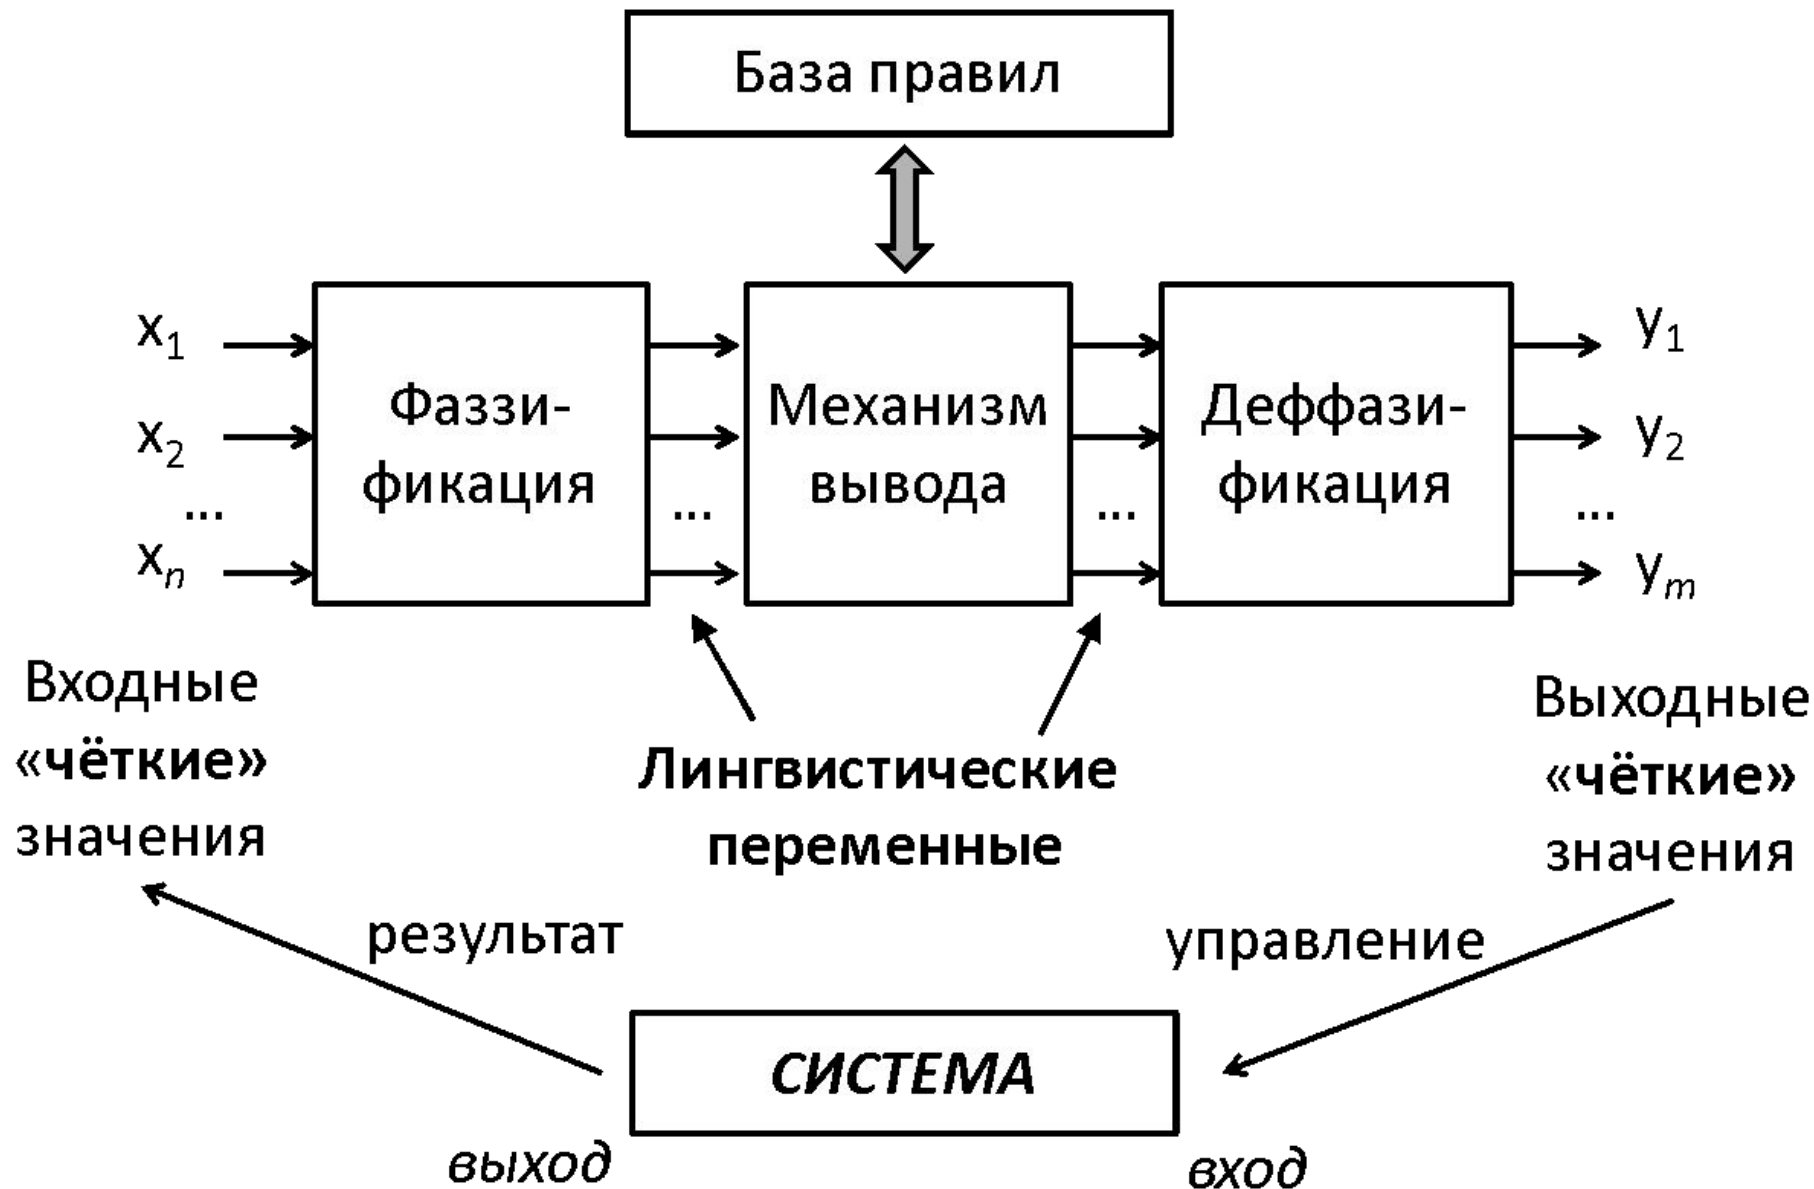 База правил
x1
x2
...
xn
Фаззи-
фикация
...
Механизм
вывода
...
Деффази-
фикация
y1
y2
...
ym
Входные
«чёткие»
значения
Лингвистические
переменные
Выходные
«чёткие»
значения
результат
управление
СИСТЕМА
выход
вход